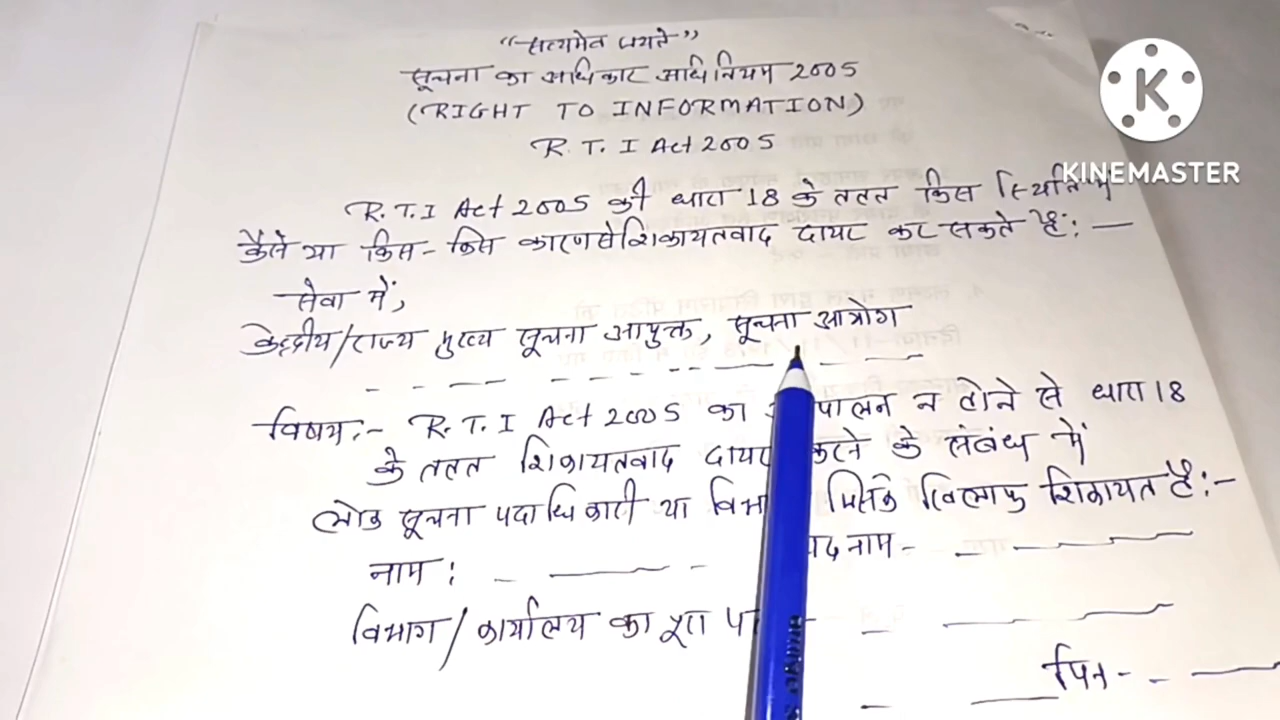 "सत्यमेव जयते"
सूचना का अधिकार अधिनियम 2005
(RIGHT TO INFORMATION)
R.T.I Act 2005
K
KINEMASTER
R.T.I Act 2005 की धारा 18 के तहत किस स्थिति में
कैसे या किस-किस कारण से शिकायतवाद दायर कर सकते हैं:—
सेवा में,
केंद्रीय/राज्य मुख्य सूचना आयुक्त, सूचना आयोग
विषय:- R.T.I Act 2005 का पालन न होने से धारा 18
के तहत शिकायतवाद दायर करने के संबंध में
लोक सूचना पदाधिकारी या जिसके खिलाफ शिकायत है:-
नाम: पदनाम-
विभाग/कार्यालय का पूरा
पिन-